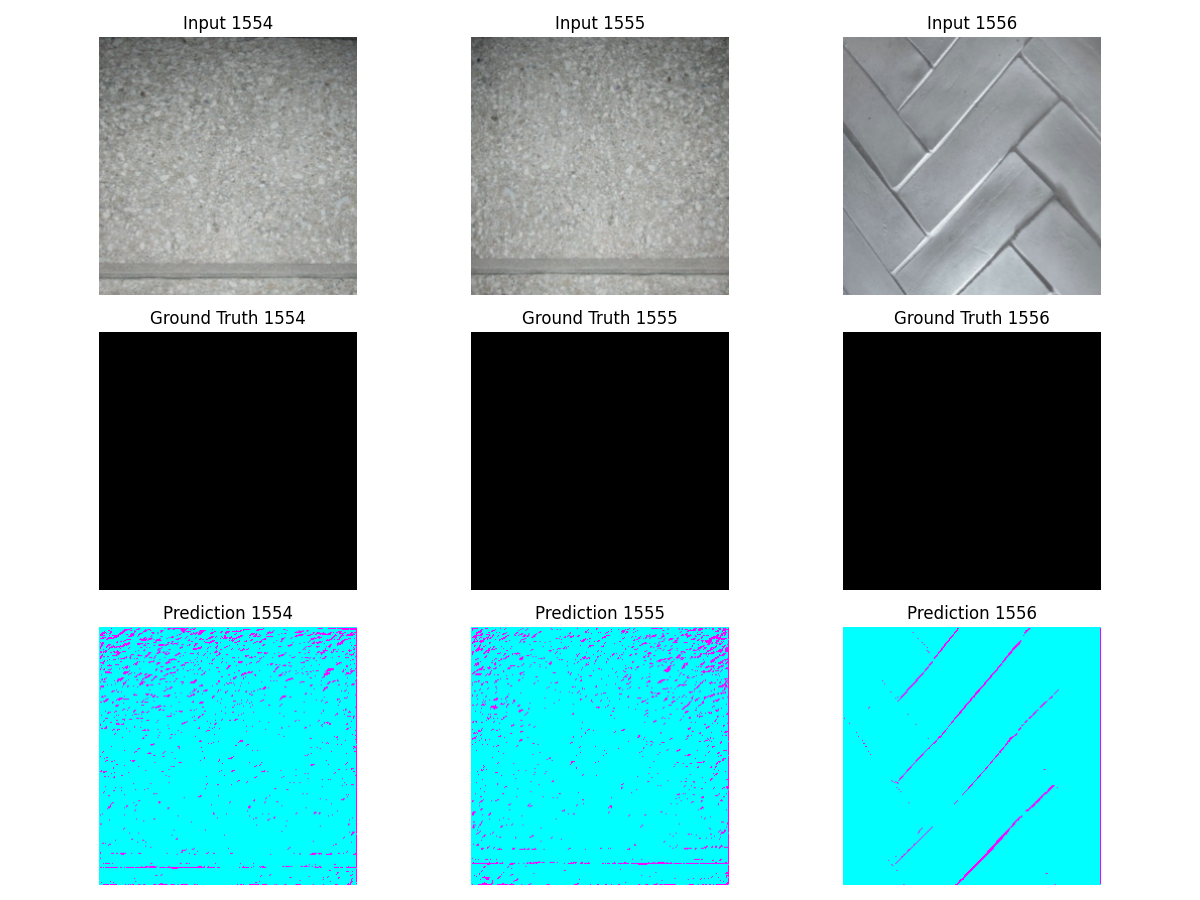 Input 1554
Input 1555
Input 1556
Ground Truth 1554
Ground Truth 1555
Ground Truth 1556
Prediction 1554
Prediction 1555
Prediction 1556